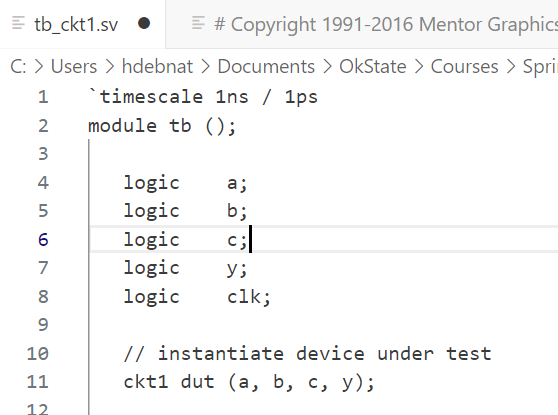 tb_ckt1.sv ● # Copyright 1991-2016 Mentor Graphics
C: > Users > hdebnat > Documents > OkState > Courses > Spri
1 `timescale 1ns / 1ps
2 module tb ();
3
4 logic a;
5 logic b;
6 logic c;
7 logic y;
8 logic clk;
9
10 // instantiate device under test
11 ckt1 dut (a, b, c, y);
12